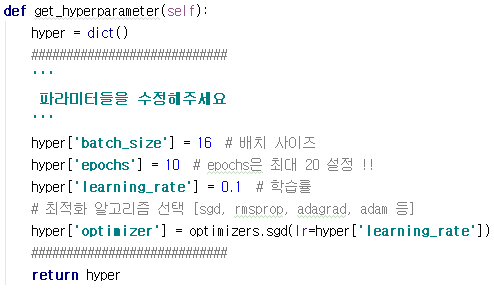 def get_hyperparameter(self):
hyper = dict()
############################
'''
파라미터들을 수정해주세요
'''
hyper['batch_size'] = 16 # 배치 사이즈
hyper['epochs'] = 10 # epochs은 최대 20 설정 !!
hyper['learning_rate'] = 0.1 # 학습률
# 최적화 알고리즘 선택 [sgd, rmsprop, adagrad, adam 등]
hyper['optimizer'] = optimizers.sgd(lr=hyper['learning_rate'])
############################
return hyper